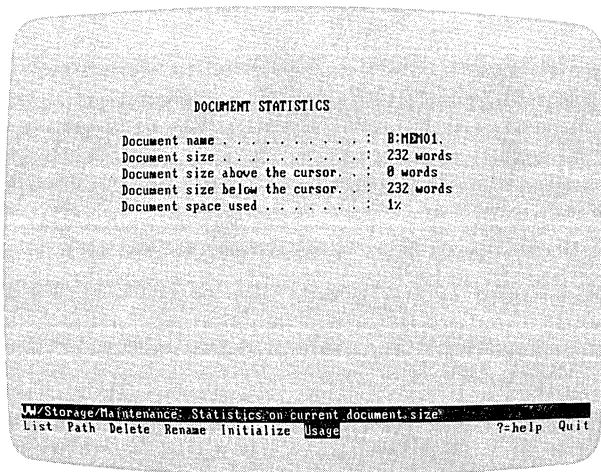 DOCUMENT STATISTICS
Document name . . . . . . . . . . : B:MEMO1.
Document size . . . . . . . . . . : 232 words
Document size above the cursor. . : 0 words
Document size below the cursor. . : 232 words
Document space used . . . . . . . : 1%
UW/Storage/Maintenance: Statistics on current document size
List Path Delete Rename Initialize Usage ?=help Quit